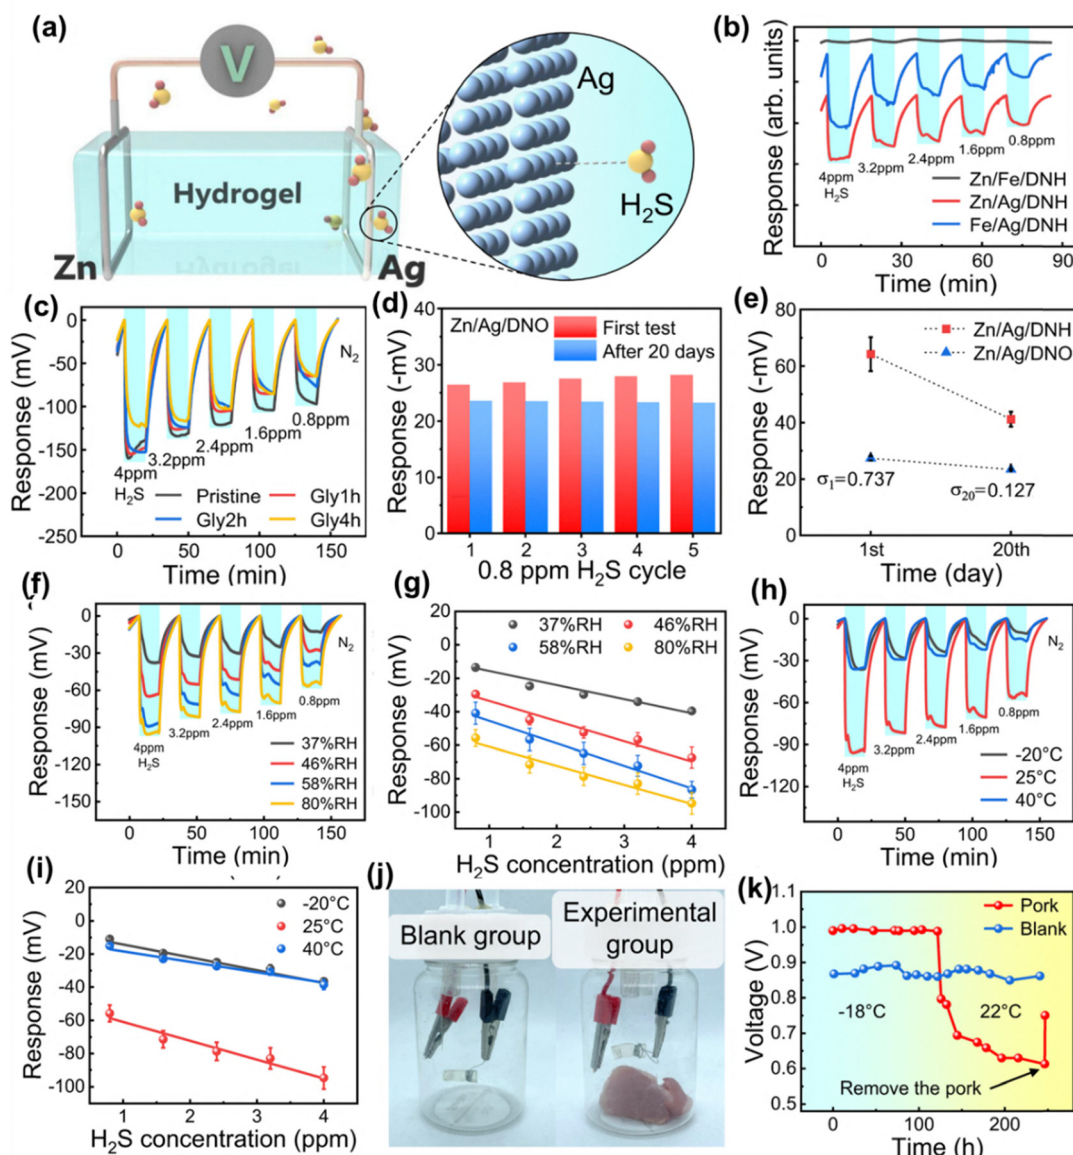 (a)
V
Ag
Hydrogel
H₂S
Zn
Ag
(b)
Response (arb. units)
4ppm
H₂S
3.2ppm
2.4ppm
1.6ppm
0.8ppm
Zn/Fe/DNH
Zn/Ag/DNH
Fe/Ag/DNH
0 30 60 90
Time (min)
(c)
Response (mV)
0
-50
-100
-150
-200
-250
N₂
0.8ppm
1.6ppm
2.4ppm
3.2ppm
4ppm
H₂S
Pristine
Gly1h
Gly2h
Gly4h
0 50 100 150
Time (min)
(d)
Response (-mV)
40
30
20
10
0
Zn/Ag/DNO
First test
After 20 days
1 2 3 4 5
0.8 ppm H₂S cycle
(e)
Response (-mV)
80
60
40
20
0
Zn/Ag/DNH
Zn/Ag/DNO
σ₁=0.737
σ₂₀=0.127
1st 20th
Time (day)
(f)
Response (mV)
0
-30
-60
-90
-120
-150
N₂
0.8ppm
1.6ppm
2.4ppm
3.2ppm
4ppm
H₂S
37%RH
46%RH
58%RH
80%RH
0 50 100 150
Time (min)
(g)
Response (mV)
20
0
-20
-40
-60
-80
-100
37%RH
46%RH
58%RH
80%RH
1 2 3 4
H₂S concentration (ppm)
(h)
Response (mV)
0
-30
-60
-90
-120
N₂
0.8ppm
1.6ppm
2.4ppm
3.2ppm
4ppm
H₂S
-20°C
25°C
40°C
0 50 100 150
Time (min)
(i)
Response (mV)
20
0
-20
-40
-60
-80
-100
-20°C
25°C
40°C
1 2 3 4
H₂S concentration (ppm)
(j)
Blank group
Experimental
group
(k)
Voltage (V)
1.1
1.0
0.9
0.8
0.7
0.6
0.5
Pork
Blank
-18°C
22°C
Remove the pork
0 100 200
Time (h)